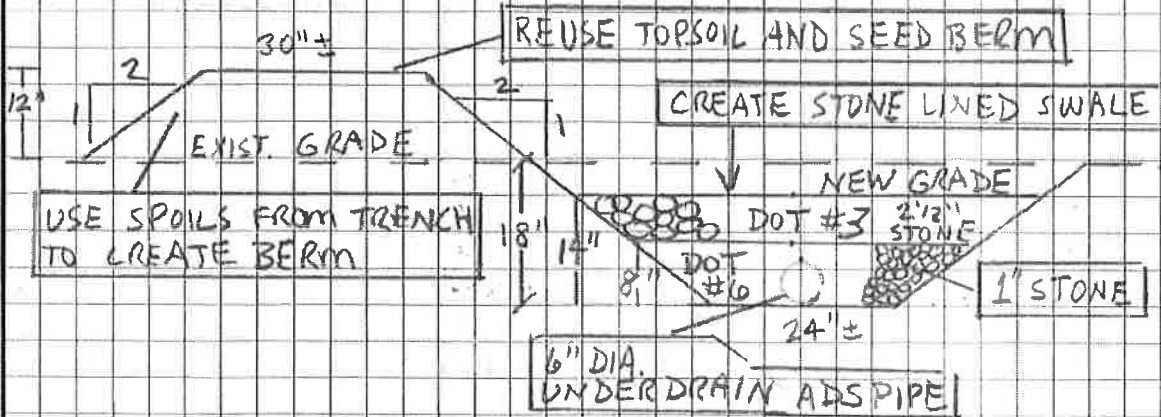 30"±
REUSE TOPSOIL AND SEED BERM
2
12"
1
2
1
CREATE STONE LINED SWALE
EXIST. GRADE
NEW GRADE
USE SPOILS FROM TRENCH
TO CREATE BERM
18"
14"
DOT #3
2½"
STONE
8"
DOT
#6
1" STONE
24"±
6" DIA.
UNDERDRAIN ADS PIPE